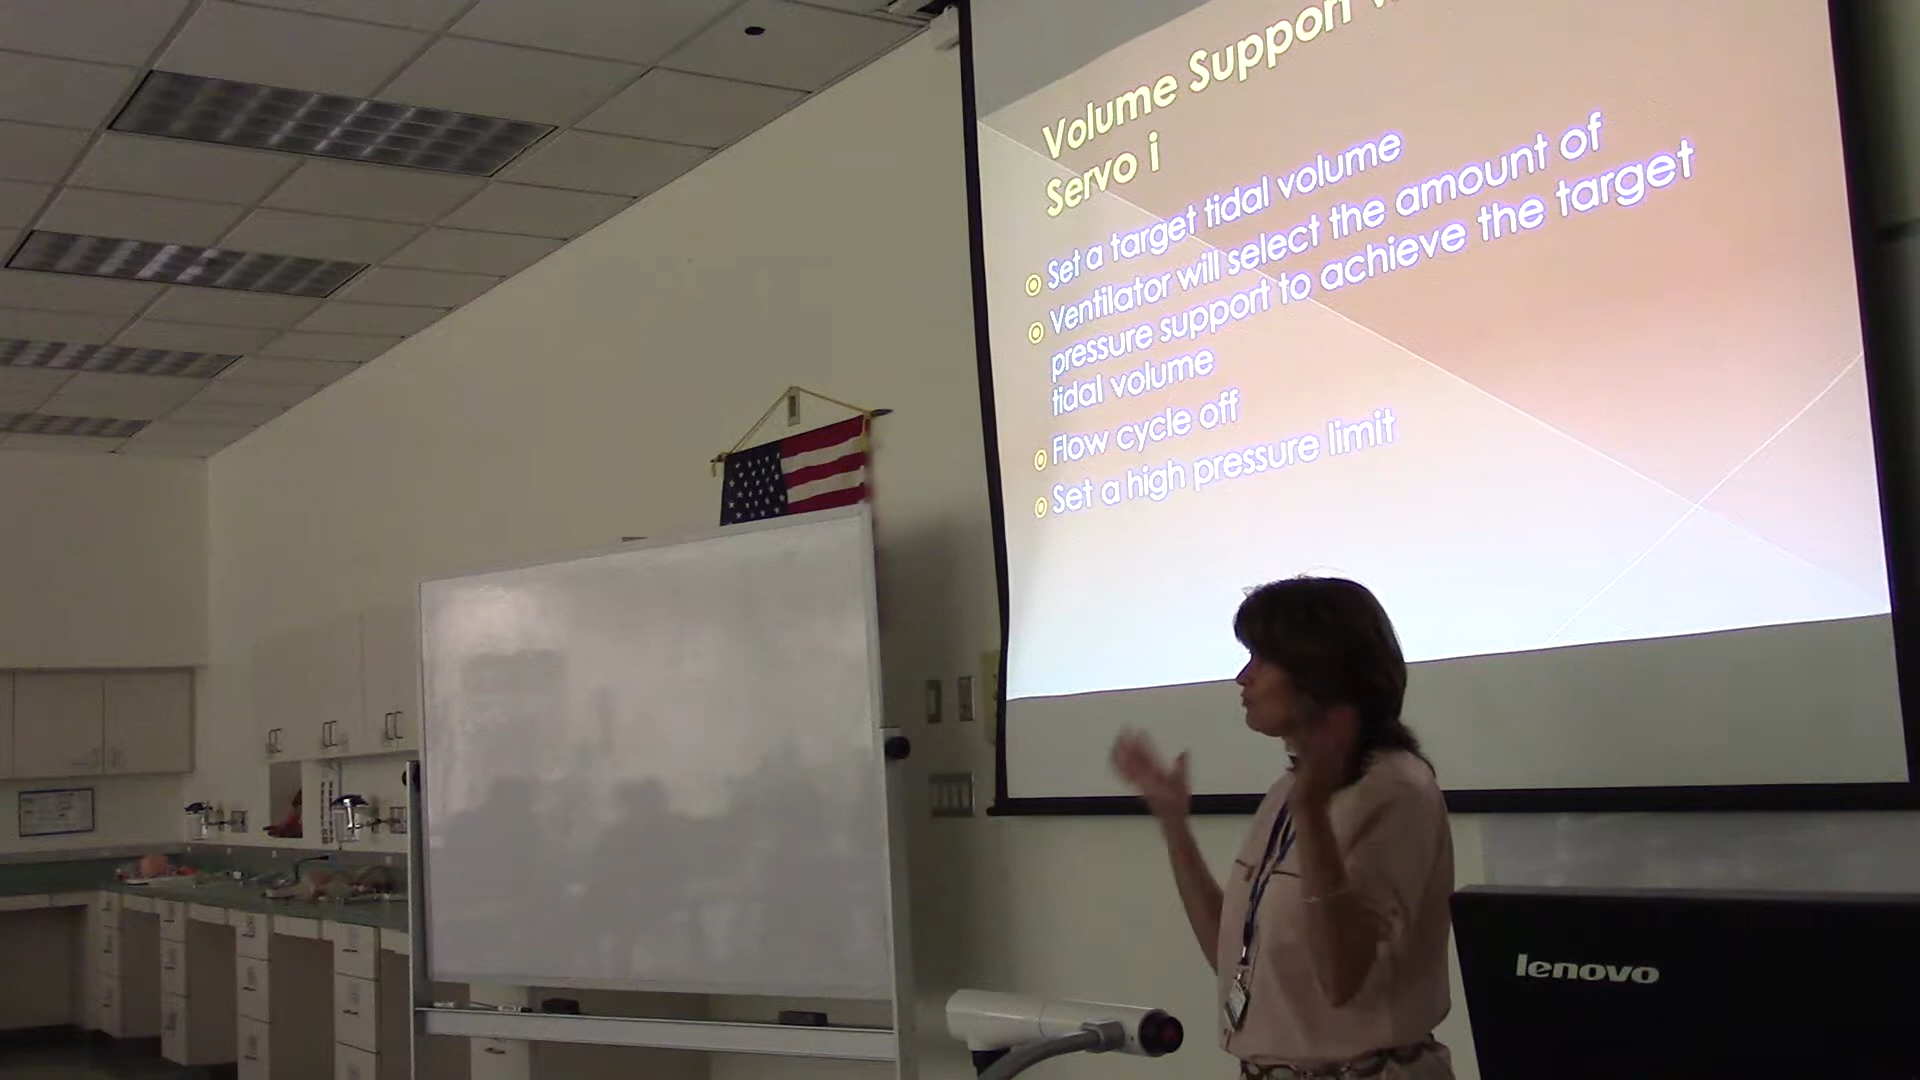 Volume Support
Servo i
Set a target tidal volume
Ventilator will select the amount of
pressure support to achieve the target
tidal volume
Flow cycle off
Set a high pressure limit
lenovo